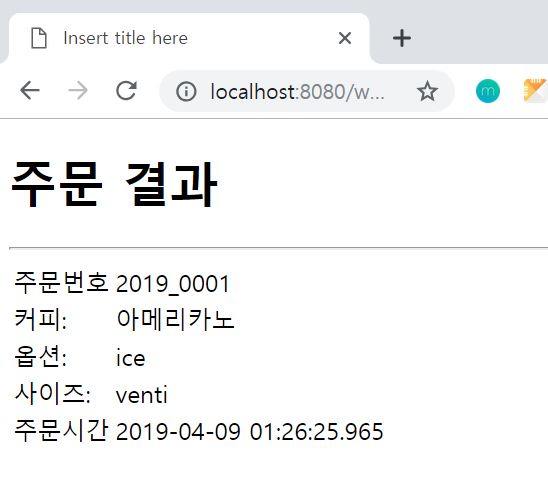 Insert title here
localhost:8080/w...
주문 결과
주문번호 2019_0001
커피: 아메리카노
옵션: ice
사이즈: venti
주문시간 2019-04-09 01:26:25.965